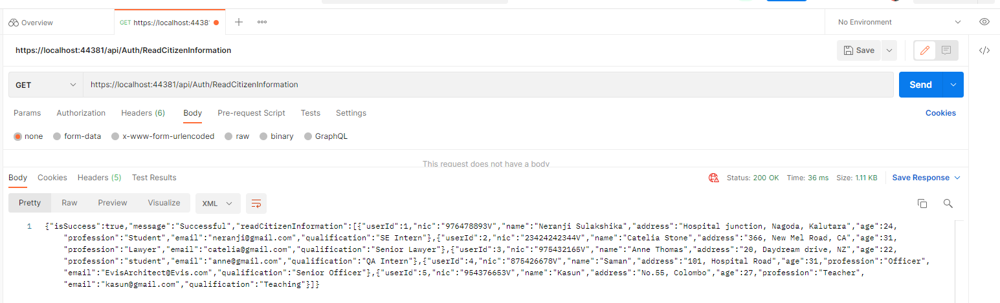 Overview
GET https://localhost:4438
No Environment
https://localhost:44381/api/Auth/ReadCitizenInformation
Save
GET
https://localhost:44381/api/Auth/ReadCitizenInformation
Send
Params Authorization Headers (6) Body Pre-request Script Tests Settings
Cookies
none form-data x-www-form-urlencoded raw binary GraphQL
This request does not have a body
Body Cookies Headers (5) Test Results
Status: 200 OK Time: 36 ms Size: 1.11 KB Save Response
Pretty Raw Preview Visualize XML
1 {"isSuccess":true,"message":"Successful","readCitizenInformation":[{"userId":1,"nic":"976478893V","name":"Neranji Sulakshika","address":"Hospital junction, Nagoda, Kalutara","age":24,
"profession":"Student","email":"neranji@gmail.com","qualification":"SE Intern"},{"userId":2,"nic":"23424242344V","name":"Catelia Stone","address":"366, New Mel Road, CA","age":31,
"profession":"Lawyer","email":"catelia@gmail.com","qualification":"Senior Lawyer"},{"userId":3,"nic":"975432165V","name":"Anne Thomas","address":"20, Daydream drive, NZ","age":22,
"profession":"student","email":"anne@gmail.com","qualification":"QA Intern"},{"userId":4,"nic":"875426678V","name":"Saman","address":"101, Hospital Road","age":31,"profession":"Officer",
"email":"EvisArchitect@Evis.com","qualification":"Senior Officer"},{"userId":5,"nic":"954376653V","name":"Kasun","address":"No.55, Colombo","age":27,"profession":"Teacher",
"email":"kasun@gmail.com","qualification":"Teaching"}]}